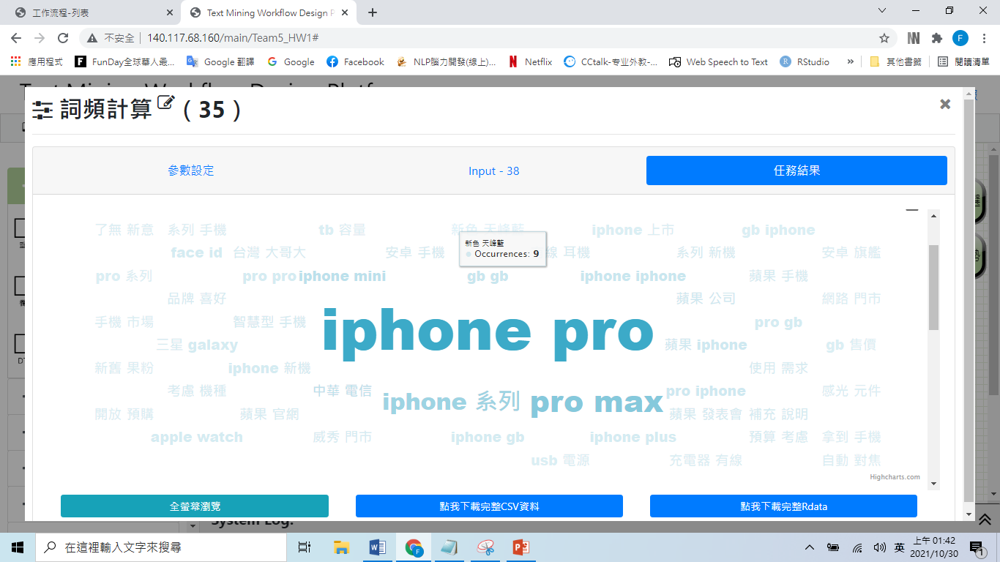 工作流程-列表
Text Mining Workflow Design P
不安全
140.117.68.160/main/Team5_HW1#
應用程式 FunDay全球華人最... Google 翻譯 Google Facebook NLP腦力開發(線上)... Netflix CCtalk-专业外教-... Web Speech to Text RStudio » 其他書籤 閱讀清單
詞頻計算 ( 35 )
參數設定 Input - 38 任務結果
了無 新意 系列 手機 tb 容量 新色 天峰藍 iphone 上市 gb iphone
新色 天峰藍
Occurrences: 9
face id 台灣 大哥大 安卓 手機 線 耳機 系列 新機 安卓 旗艦
pro 系列 pro pro iphone mini gb gb iphone iphone 蘋果 手機
品牌 喜好 蘋果 公司 網路 門市
手機 市場 智慧型 手機 iphone pro pro gb
三星 galaxy 蘋果 iphone gb 售價
新舊 果粉 iphone 新機 使用 需求
考慮 機種 中華 電信 iphone 系列 pro max pro iphone 感光 元件
開放 預購 蘋果 官網 蘋果 發表會 補充 說明
apple watch 威秀 門市 iphone gb iphone plus 預算 考慮 拿到 手機
usb 電源 充電器 有線 自動 對焦
Highcharts.com
全螢幕瀏覽 點我下載完整CSV資料 點我下載完整Rdata
System Log:
在這裡輸入文字來搜尋
英
上午 01:42
2021/10/30
1